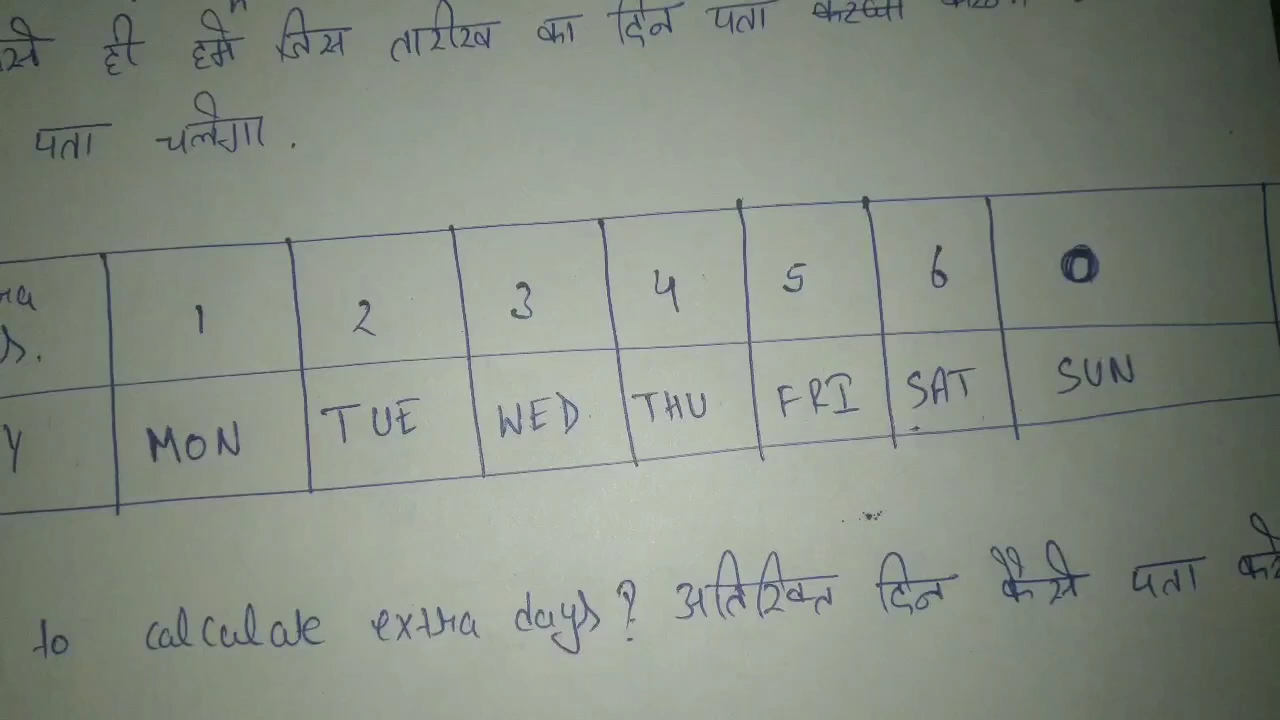 ही हमे जिस तारीख का दिन पता
पता चलेगा.
1 2 3 4 5 6 0
MON TUE WED THU FRI SAT SUN
to calculate extra days? अतिरिक्त दिन कैसे पता